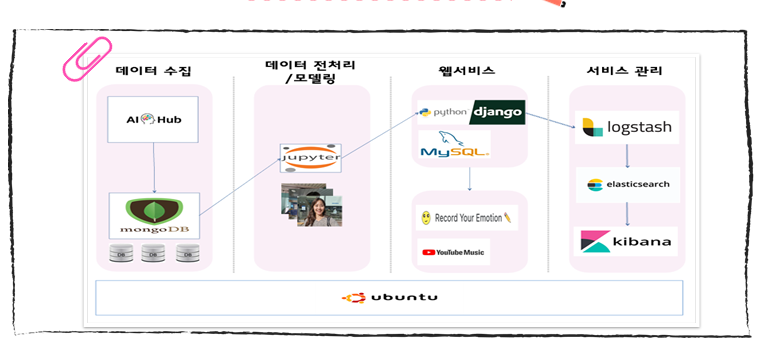 데이터 수집
데이터 전처리
/모델링
웹서비스
서비스 관리
AI Hub
mongoDB
DB DB DB
jupyter
python django
MySQL
Record Your Emotion
YouTube Music
logstash
elasticsearch
kibana
ubuntu